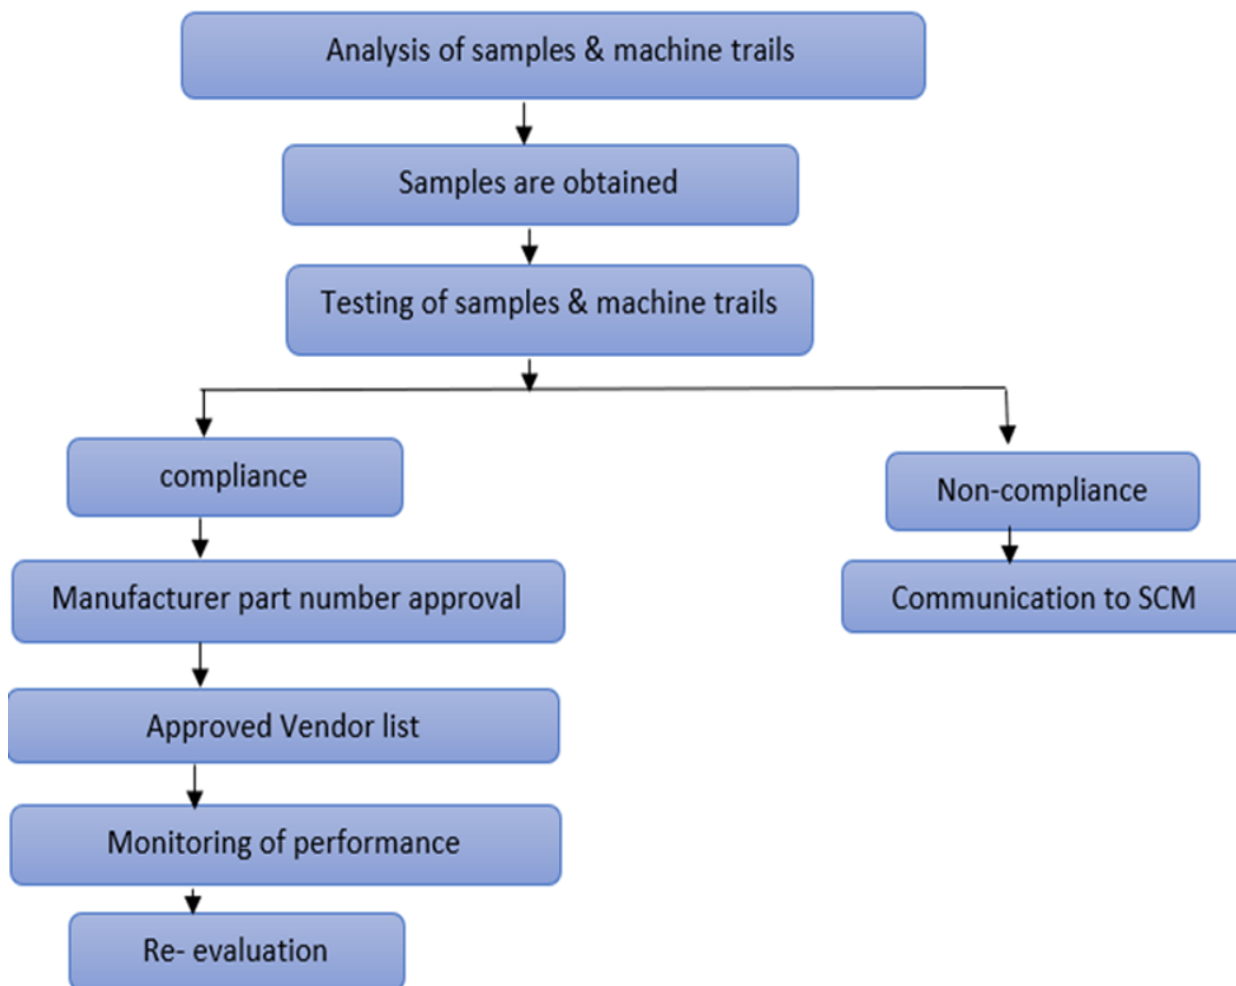 Analysis of samples & machine trails
Samples are obtained
Testing of samples & machine trails
compliance
Non-compliance
Manufacturer part number approval
Communication to SCM
Approved Vendor list
Monitoring of performance
Re- evaluation